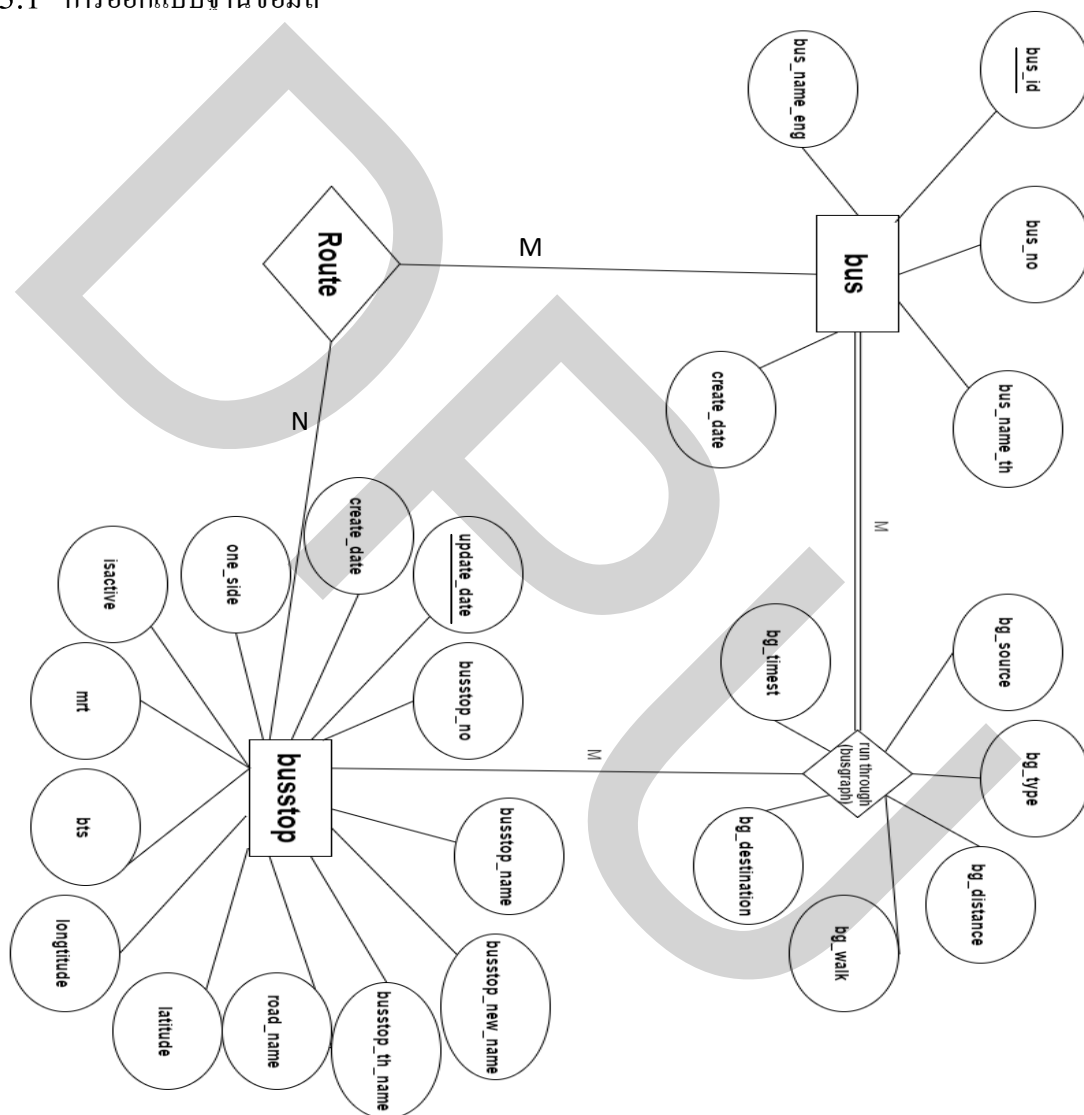 การออกแบบฐานข้อมูล
bus_id
bus_name_eng
bus_no
bus
bus_name_th
create_date
Route
M
N
M
DPU
create_date
update_date
one_side
isactive
busstop_no
mrt
bts
longtitude
latitude
road_name
busstop_th_name
busstop_new_name
busstop_name
busstop
M
bg_timest
bg_source
run through
(busgraph)
bg_type
bg_destination
bg_distance
bg_walk